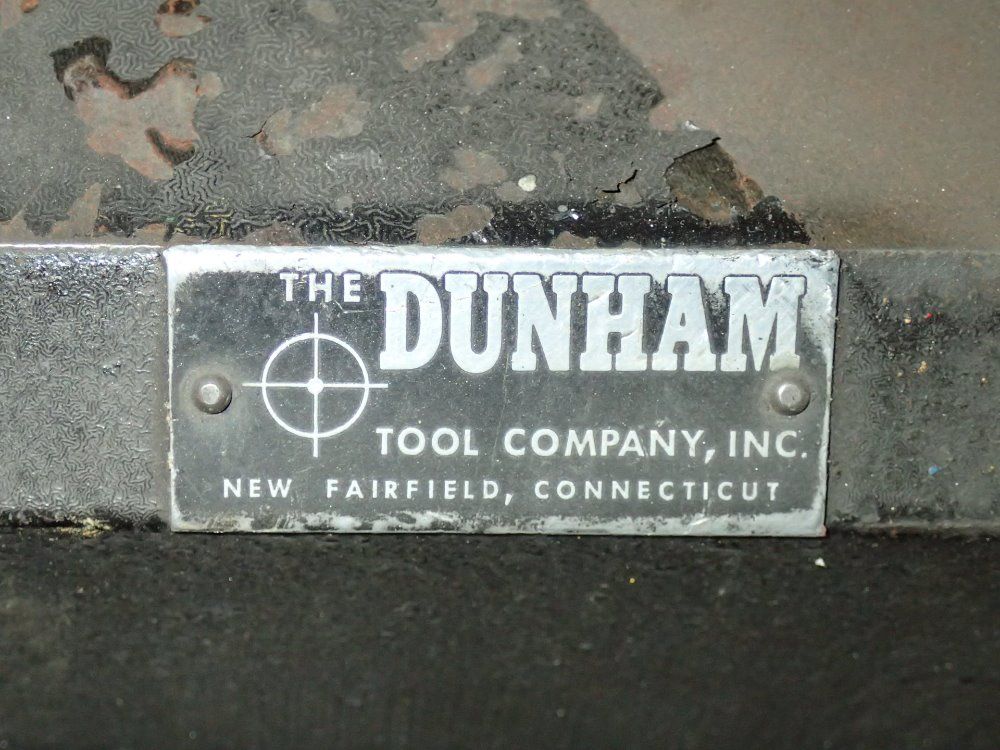 THE DUNHAM
TOOL COMPANY, INC.
NEW FAIRFIELD, CONNECTICUT